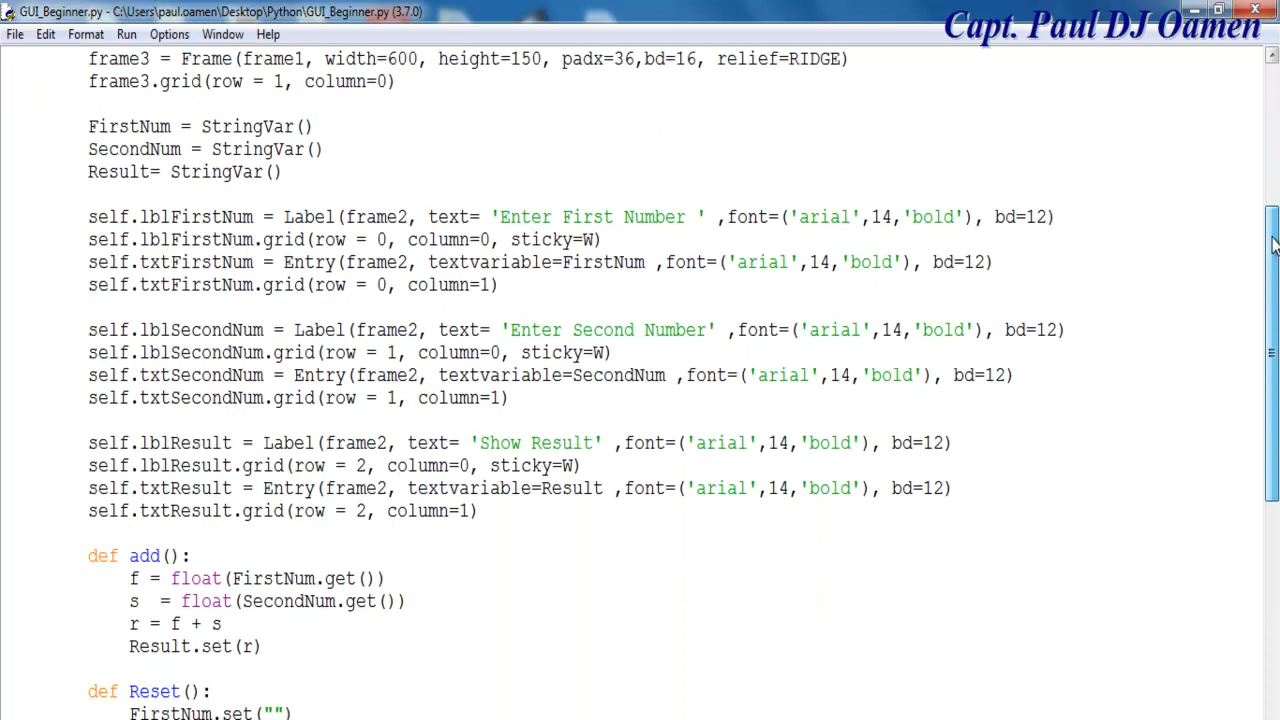 GUI_Beginner.py - C:\Users\paul.oamen\Desktop\Python\GUI_Beginner.py (3.7.0)
Capt. Paul DJ Oamen
File Edit Format Run Options Window Help
frame3 = Frame(frame1, width=600, height=150, padx=36,bd=16, relief=RIDGE)
frame3.grid(row = 1, column=0)
FirstNum = StringVar()
SecondNum = StringVar()
Result= StringVar()
self.lblFirstNum = Label(frame2, text= 'Enter First Number ' ,font=('arial',14,'bold'), bd=12)
self.lblFirstNum.grid(row = 0, column=0, sticky=W)
self.txtFirstNum = Entry(frame2, textvariable=FirstNum ,font=('arial',14,'bold'), bd=12)
self.txtFirstNum.grid(row = 0, column=1)
self.lblSecondNum = Label(frame2, text= 'Enter Second Number' ,font=('arial',14,'bold'), bd=12)
self.lblSecondNum.grid(row = 1, column=0, sticky=W)
self.txtSecondNum = Entry(frame2, textvariable=SecondNum ,font=('arial',14,'bold'), bd=12)
self.txtSecondNum.grid(row = 1, column=1)
self.lblResult = Label(frame2, text= 'Show Result' ,font=('arial',14,'bold'), bd=12)
self.lblResult.grid(row = 2, column=0, sticky=W)
self.txtResult = Entry(frame2, textvariable=Result ,font=('arial',14,'bold'), bd=12)
self.txtResult.grid(row = 2, column=1)
def add():
f = float(FirstNum.get())
s  = float(SecondNum.get())
r = f + s
Result.set(r)
def Reset():
FirstNum.set("")